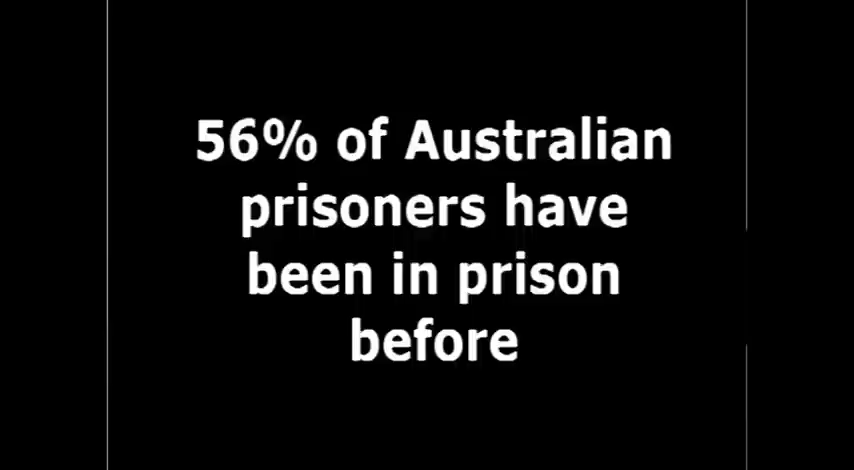 56% of Australian
prisoners have
been in prison
before